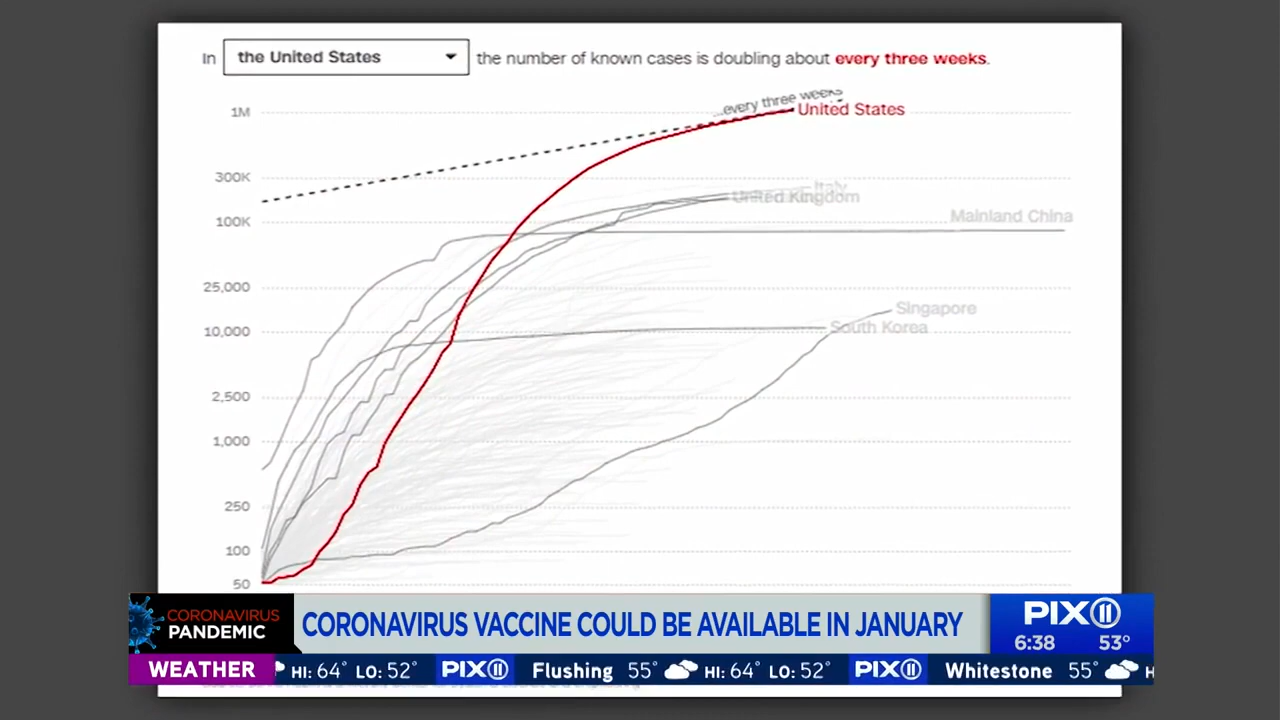 In the United States the number of known cases is doubling about every three weeks.
...every three weeks
1M United States
300K
Italy
United Kingdom
100K
Mainland China
25,000
Singapore
10,000
South Korea
2,500
1,000
250
100
50
CORONAVIRUS
PANDEMIC
CORONAVIRUS VACCINE COULD BE AVAILABLE IN JANUARY
PIX11
6:38 53°
WEATHER HI: 64° LO: 52° PIX11 Flushing 55° HI: 64° LO: 52° PIX11 Whitestone 55° H